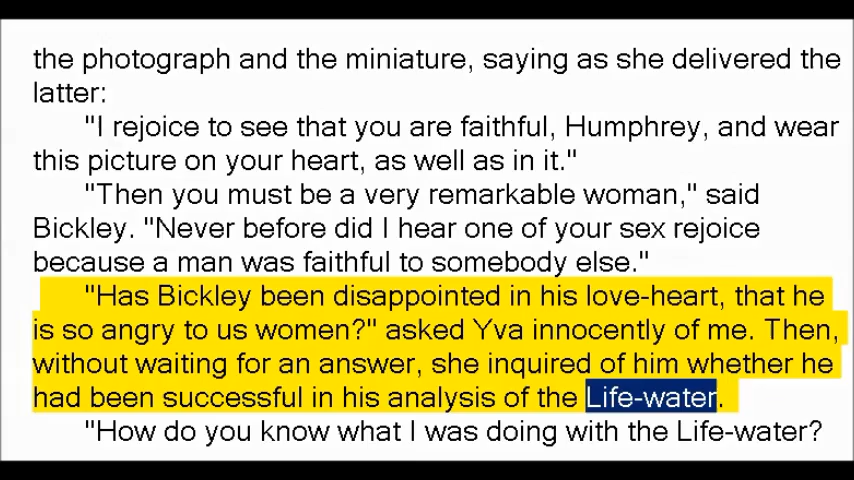 the photograph and the miniature, saying as she delivered the
latter:
"I rejoice to see that you are faithful, Humphrey, and wear
this picture on your heart, as well as in it."
"Then you must be a very remarkable woman," said
Bickley. "Never before did I hear one of your sex rejoice
because a man was faithful to somebody else."
"Has Bickley been disappointed in his love-heart, that he
is so angry to us women?" asked Yva innocently of me. Then,
without waiting for an answer, she inquired of him whether he
had been successful in his analysis of the Life-water.
"How do you know what I was doing with the Life-water?